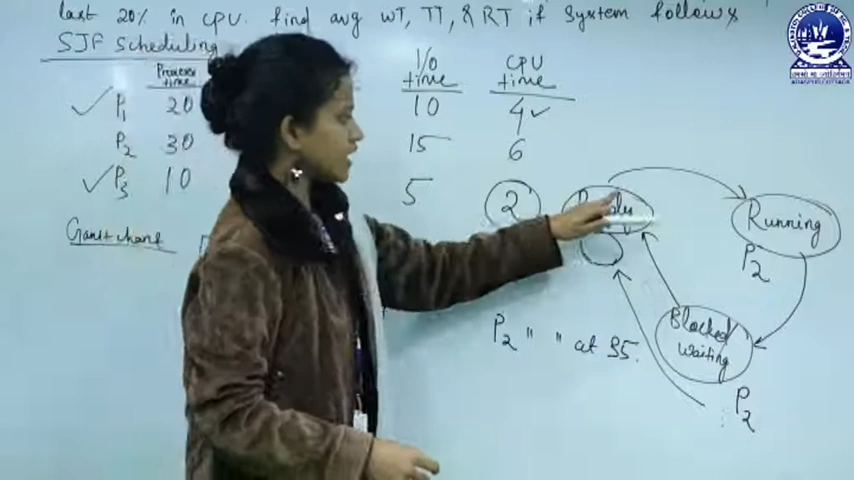 last 20% in CPU. find avg WT, TT, & RT if System follows
SJF Scheduling
Process time I/O time CPU time
P1 20 10 4
P2 30 15 6
P3 10 5 2
Gantt chart
Ready
Running
P2
Blocked/
waiting
P2
P2 " " at 35.